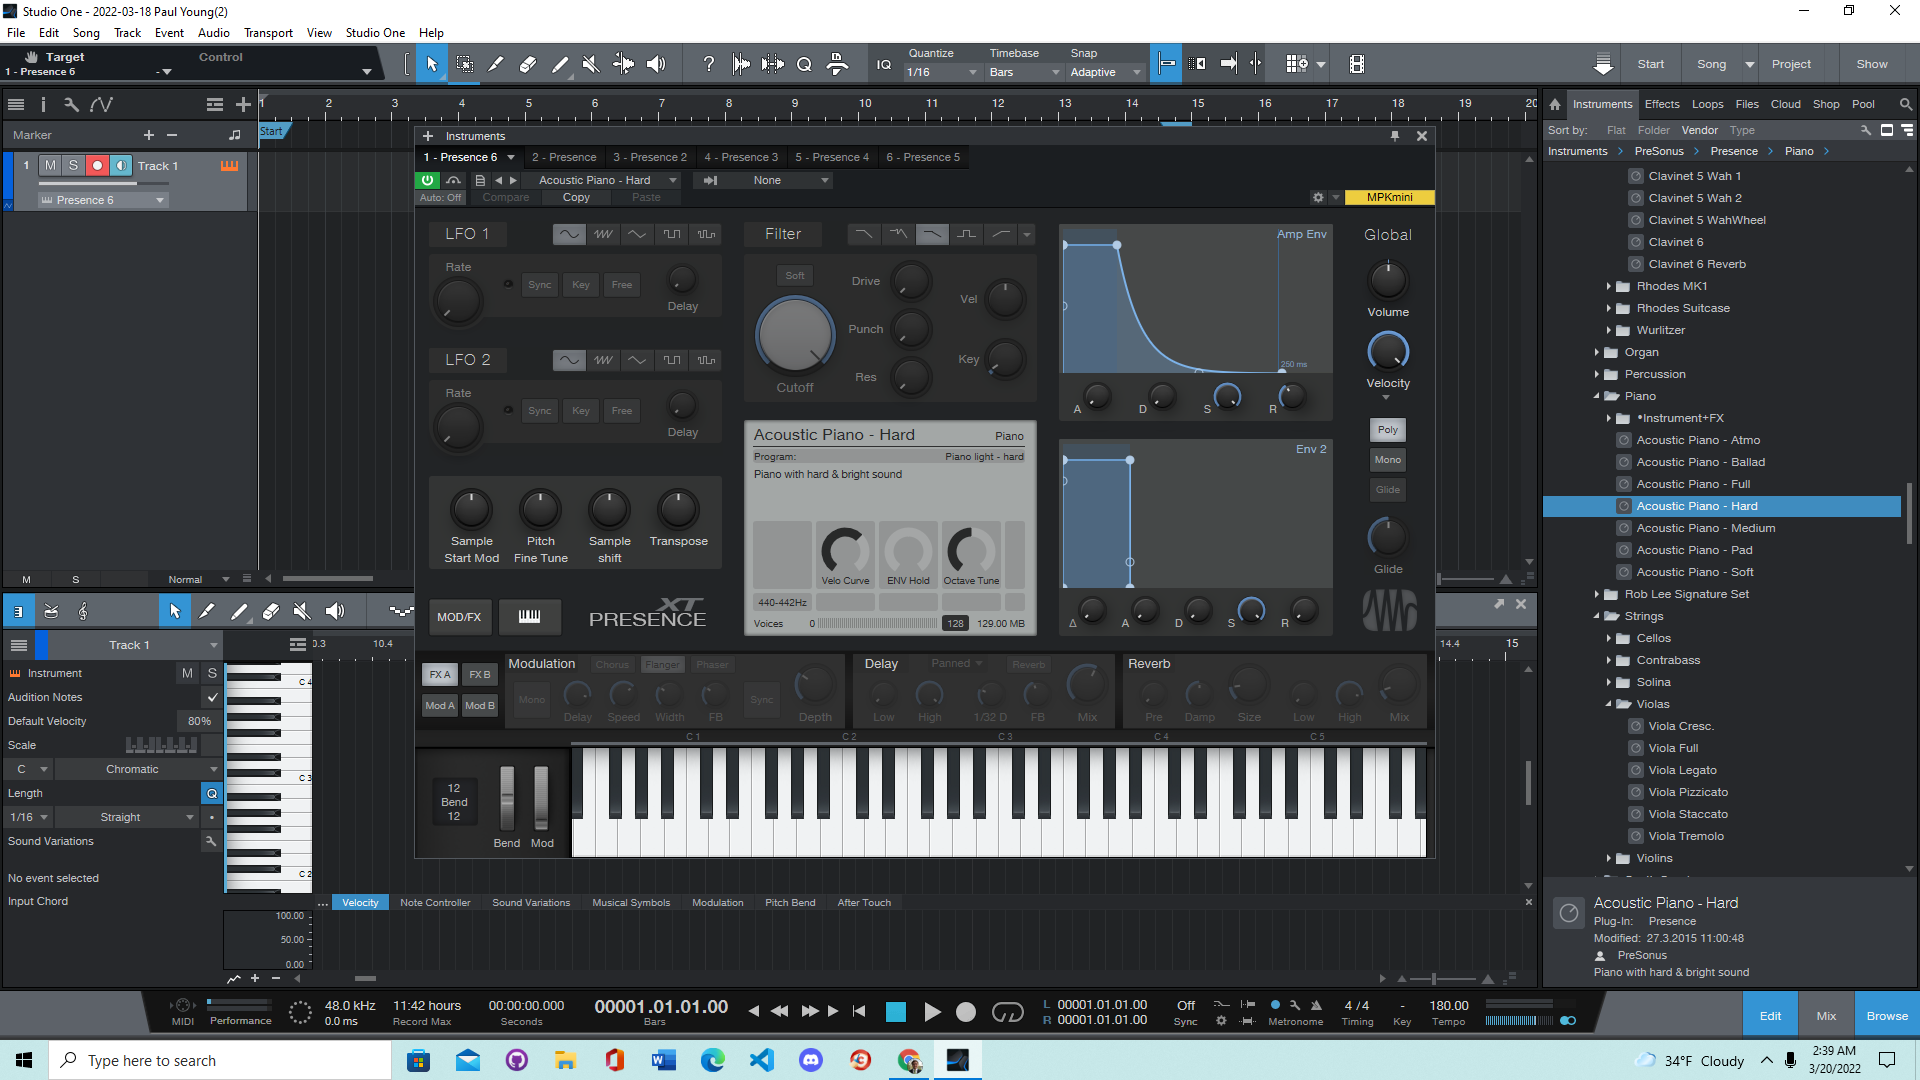 Studio One - 2022-03-18 Paul Young(2)
File Edit Song Track Event Audio Transport View Studio One Help
Target Control
1 - Presence 6 -
? Q IQ
Quantize Timebase Snap
1/16 Bars Adaptive
Start Song Project Show
1 2 3 4 5 6 7 8 9 10 11 12 13 14 15 16 17 18 19 20
Marker
Start
1 M S Track 1
Presence 6
M S Normal
Instruments
1 - Presence 6 2 - Presence 3 - Presence 2 4 - Presence 3 5 - Presence 4 6 - Presence 5
Acoustic Piano - Hard None
Auto: Off Compare Copy Paste MPKmini
LFO 1
Rate Sync Key Free Delay
LFO 2
Rate Sync Key Free Delay
Filter
Soft Drive Vel
Punch
Key
Res
Cutoff
Amp Env
250 ms
A D S R
Env 2
A D S R
Global
Volume
Velocity
Poly
Mono
Glide
Glide
Sample Start Mod
Pitch Fine Tune
Sample shift
Transpose
MOD/FX
PRESENCE XT
Acoustic Piano - Hard Piano
Program: Piano light - hard
Piano with hard & bright sound
Velo Curve ENV Hold Octave Tune
440-442Hz
Voices 0 128 129.00 MB
FX A FX B
Mod A Mod B
Modulation Chorus Flanger Phaser
Mono Delay Speed Width FB Sync Depth
Delay Panned Reverb
Low High 1/32 D FB Mix
Reverb
Pre Damp Size Low High Mix
C 1 C 2 C 3 C 4 C 5
12
Bend
12
Bend Mod
Track 1
0.3 10.4 14.4 15
Instrument M S
Audition Notes
Default Velocity 80%
Scale
C Chromatic
Length Q
1/16 Straight
Sound Variations
No event selected
Input Chord
C 4
C 3
C 2
... Velocity Note Controller Sound Variations Musical Symbols Modulation Pitch Bend After Touch
100.00
50.00
0.00
Instruments Effects Loops Files Cloud Shop Pool
Sort by: Flat Folder Vendor Type
Instruments PreSonus Presence Piano
Clavinet 5 Wah 1
Clavinet 5 Wah 2
Clavinet 5 WahWheel
Clavinet 6
Clavinet 6 Reverb
Rhodes MK1
Rhodes Suitcase
Wurlitzer
Organ
Percussion
Piano
•Instrument+FX
Acoustic Piano - Atmo
Acoustic Piano - Ballad
Acoustic Piano - Full
Acoustic Piano - Hard
Acoustic Piano - Medium
Acoustic Piano - Pad
Acoustic Piano - Soft
Rob Lee Signature Set
Strings
Cellos
Contrabass
Solina
Violas
Viola Cresc.
Viola Full
Viola Legato
Viola Pizzicato
Viola Staccato
Viola Tremolo
Violins
Acoustic Piano - Hard
Plug-In: Presence
Modified: 27.3.2015 11:00:48
PreSonus
Piano with hard & bright sound
MIDI Performance
48.0 kHz
0.0 ms
11:42 hours
Record Max
00:00:00.000
Seconds
00001.01.01.00
Bars
L 00001.01.01.00
R 00001.01.01.00
Off
Sync
Metronome
4 / 4
Timing
-
Key
180.00
Tempo
Edit Mix Browse
Type here to search
34°F Cloudy
2:39 AM
3/20/2022